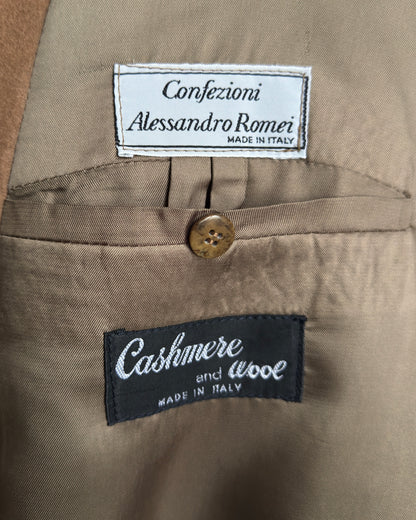 Confezioni
Alessandro Romei
MADE IN ITALY
Cashmere
and wool
MADE IN ITALY